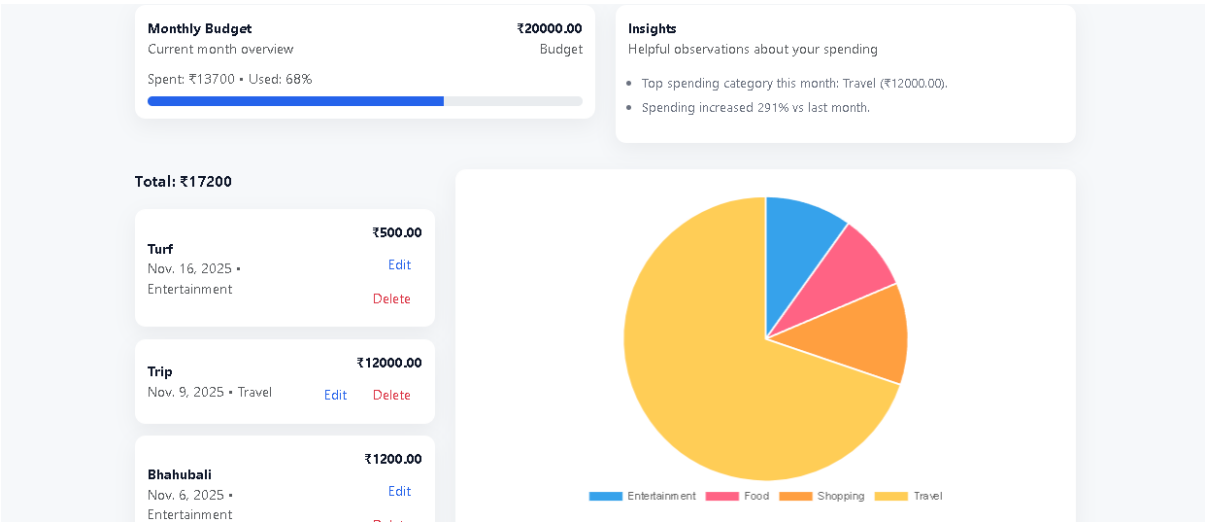 Monthly Budget
₹20000.00
Current month overview
Budget
Spent: ₹13700 • Used: 68%
Insights
Helpful observations about your spending
• Top spending category this month: Travel (₹12000.00).
• Spending increased 291% vs last month.
Total: ₹17200
₹500.00
Turf
Nov. 16, 2025 •
Entertainment
Edit
Delete
₹12000.00
Trip
Nov. 9, 2025 • Travel
Edit
Delete
₹1200.00
Bhahubali
Nov. 6, 2025 •
Entertainment
Edit
Entertainment
Food
Shopping
Travel